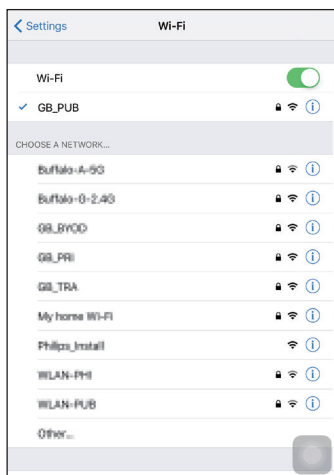 Settings Wi-Fi
Wi-Fi
GB_PUB
CHOOSE A NETWORK...
Buffalo-A-5G
Buffalo-G-2.4G
GB_BYOD
GB_PRI
GB_TRA
My home Wi-Fi
Philips_Install
WLAN-PHI
WLAN-PUB
Other...